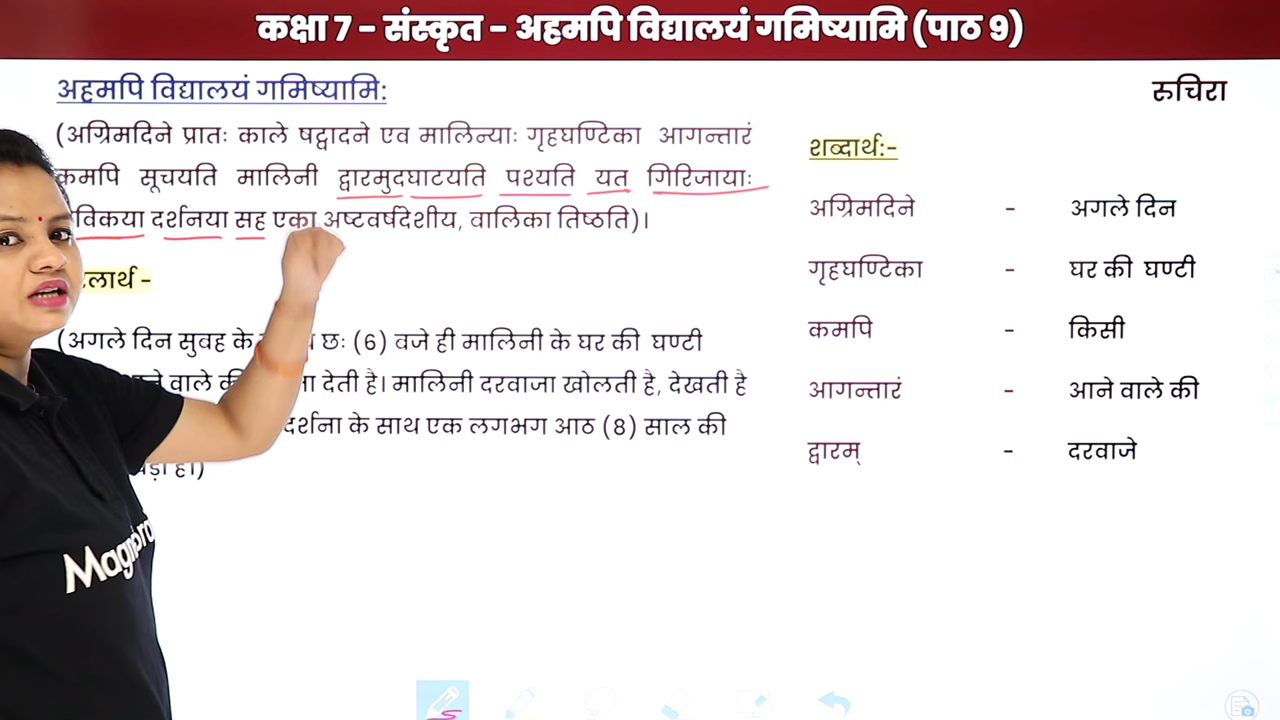 कक्षा 7 - संस्कृत - अहमपि विद्यालयं गमिष्यामि (पाठ 9)
अहमपि विद्यालयं गमिष्यामि:
रुचिरा
(अग्रिमदिने प्रातः काले षट्वादने एव मालिन्याः गृहघण्टिका आगन्तारं
कमपि सूचयति मालिनी द्वारमुदघाटयति पश्यति यत गिरिजायाः
दर्शनया सह एका अष्टवर्षदेशीय, वालिका तिष्ठति)।
(अगले दिन सुबह के छः (6) बजे ही मालिनी के घर की घण्टी
वाले देती है। मालिनी दरवाजा खोलती है, देखती है
दर्शना के साथ एक लगभग आठ (8) साल की
शब्दार्थ:-
अग्रिमदिने - अगले दिन
गृहघण्टिका - घर की घण्टी
कमपि - किसी
आगन्तारं - आने वाले की
द्वारम् - दरवाजे